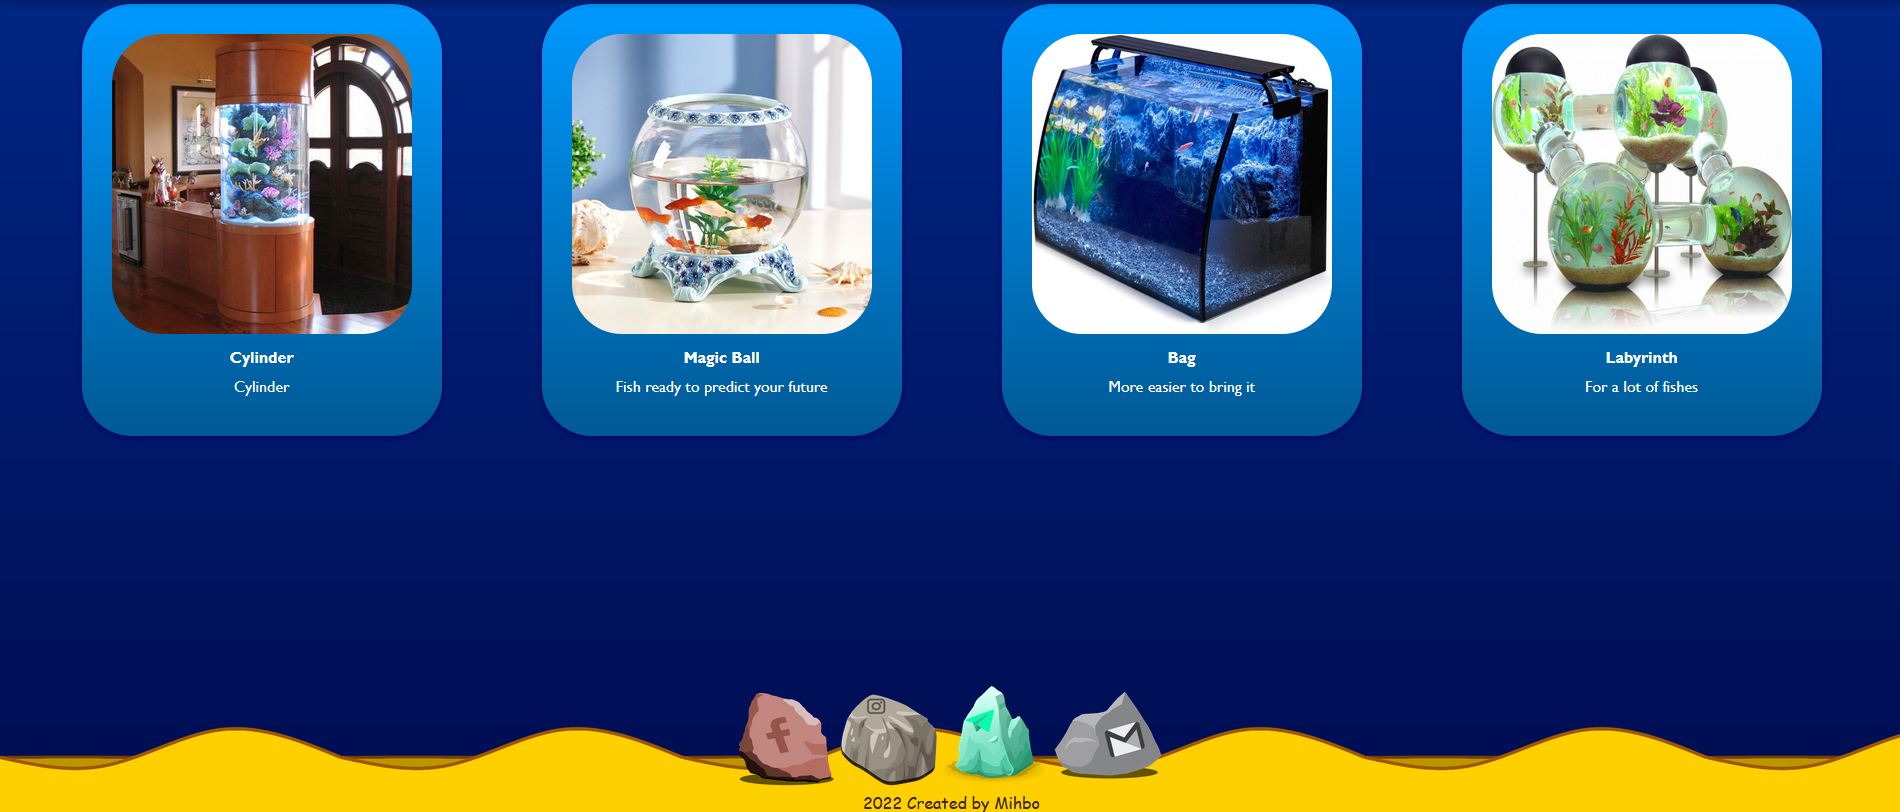 Cylinder
Cylinder
Magic Ball
Fish ready to predict your future
Bag
More easier to bring it
Labyrinth
For a lot of fishes
f
2022 Created by Mihbo